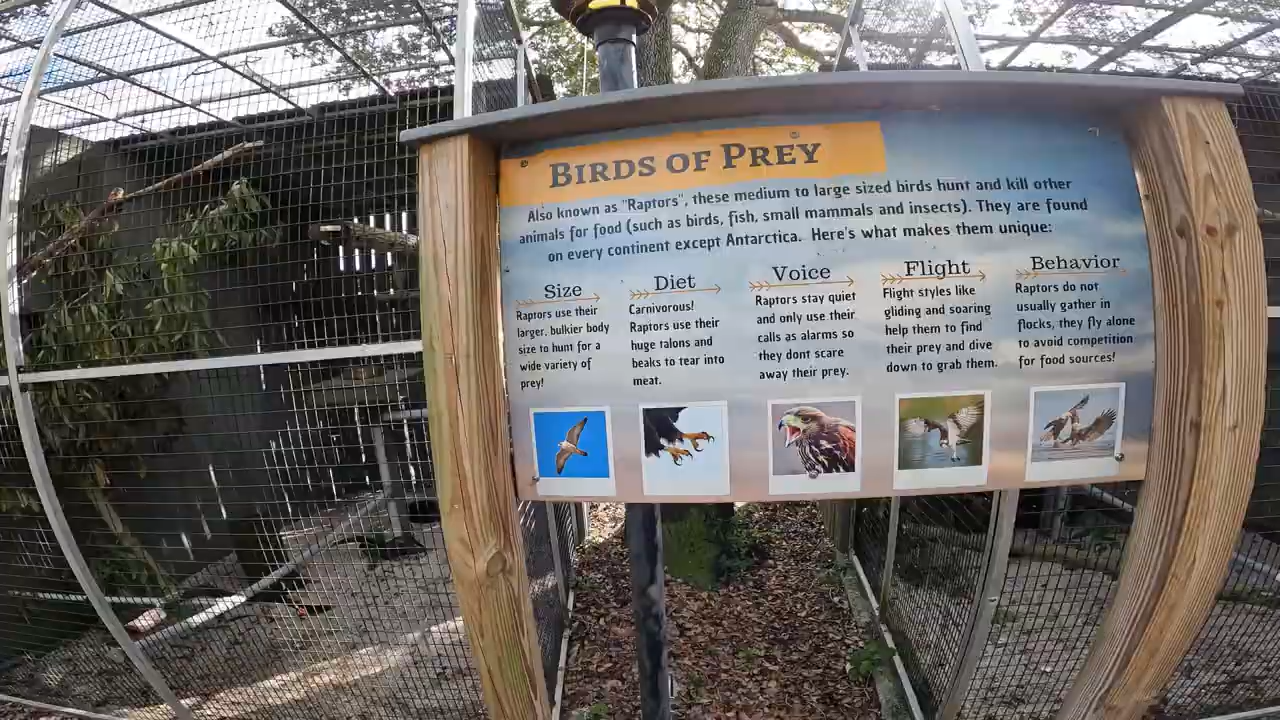 BIRDS OF PREY
Also known as "Raptors", these medium to large sized birds hunt and kill other
animals for food (such as birds, fish, small mammals and insects). They are found
on every continent except Antarctica. Here's what makes them unique:
Size
Raptors use their
larger, bulkier body
size to hunt for a
wide variety of
prey!
Diet
Carnivorous!
Raptors use their
huge talons and
beaks to tear into
meat.
Voice
Raptors stay quiet
and only use their
calls as alarms so
they dont scare
away their prey.
Flight
Flight styles like
gliding and soaring
help them to find
their prey and dive
down to grab them.
Behavior
Raptors do not
usually gather in
flocks, they fly alone
to avoid competition
for food sources!